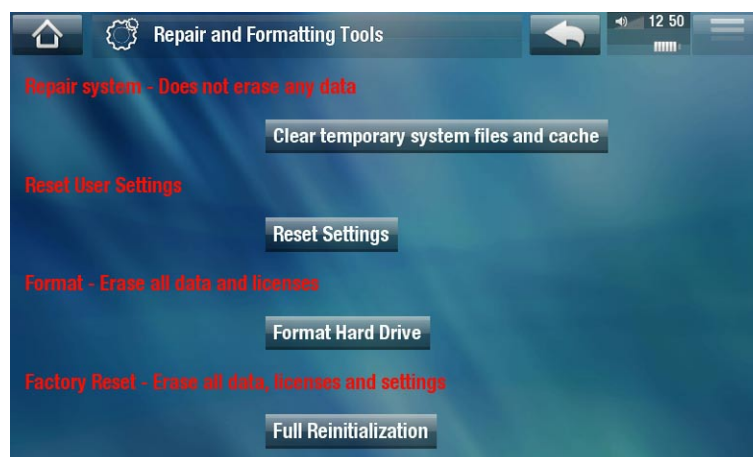 Repair and Formatting Tools
12 50
Repair system - Does not erase any data
Clear temporary system files and cache
Reset User Settings
Reset Settings
Format - Erase all data and licenses
Format Hard Drive
Factory Reset - Erase all data, licenses and settings
Full Reinitialization